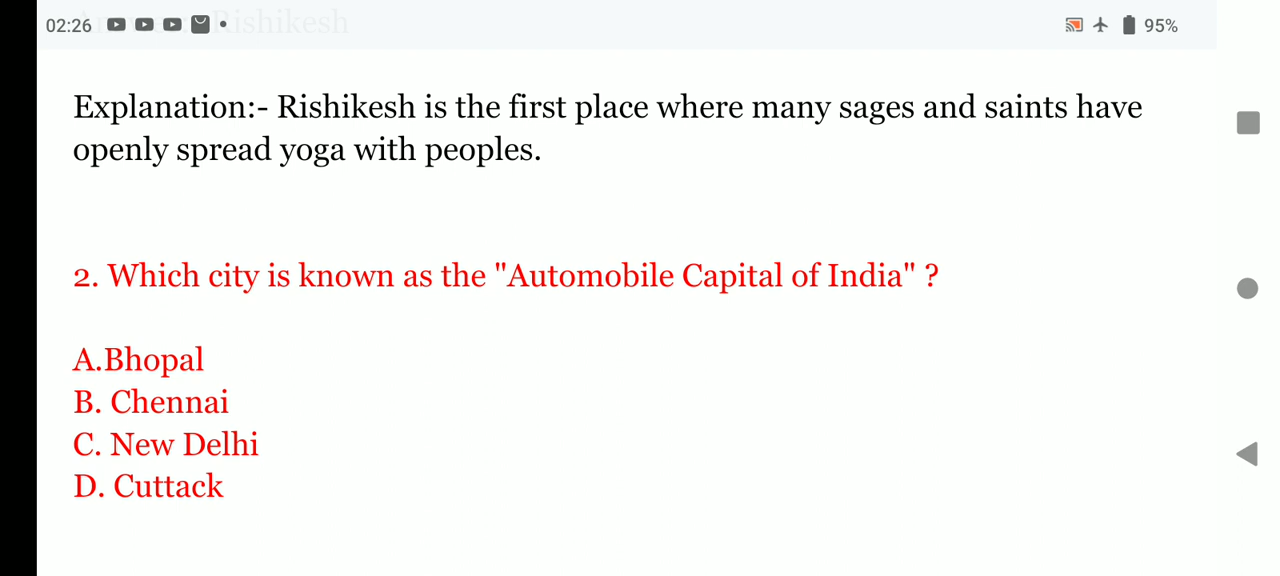 02:26
95%
Rishikesh
Explanation:- Rishikesh is the first place where many sages and saints have
openly spread yoga with peoples.
2. Which city is known as the "Automobile Capital of India" ?
A.Bhopal
B. Chennai
C. New Delhi
D. Cuttack